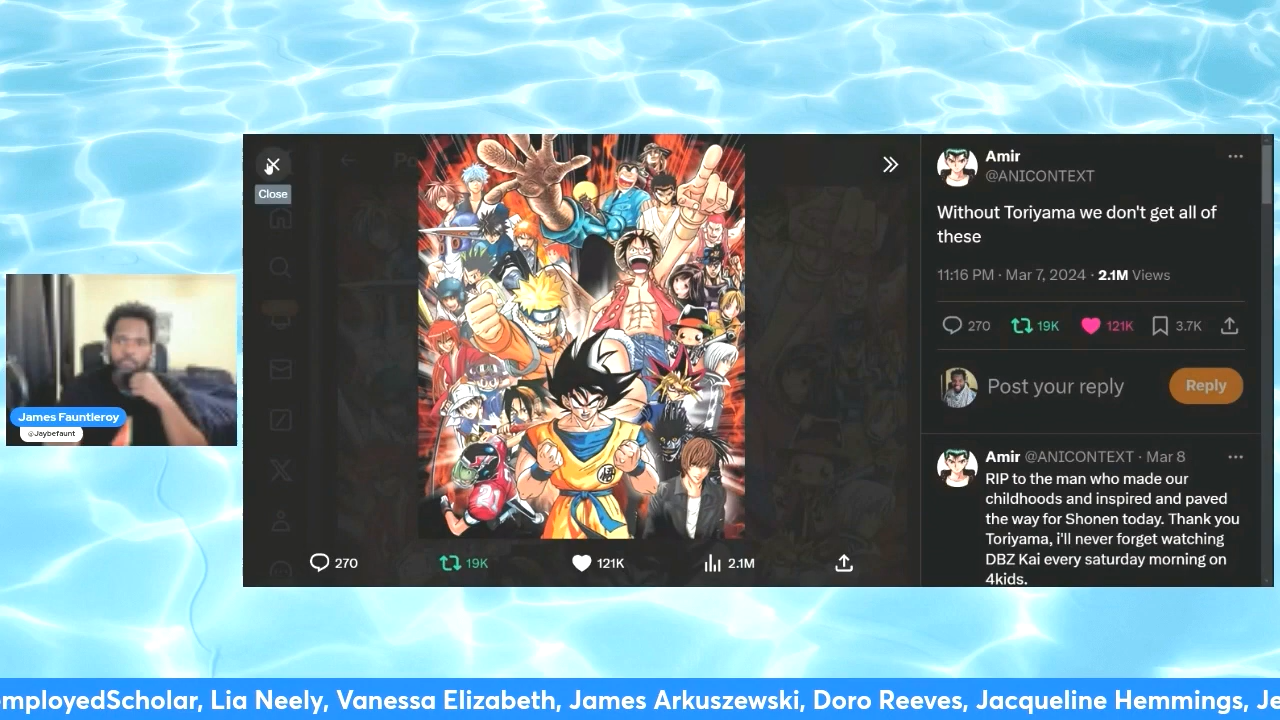 Close
Amir
@ANICONTEXT
Without Toriyama we don't get all of
these
11:16 PM · Mar 7, 2024 · 2.1M Views
270 19K 121K 3.7K
Post your reply Reply
Amir @ANICONTEXT · Mar 8
RIP to the man who made our
childhoods and inspired and paved
the way for Shonen today. Thank you
Toriyama, i'll never forget watching
DBZ Kai every saturday morning on
4kids.
270 19K 121K 2.1M
James Fauntleroy
@Jaybefaunt
mployedScholar, Lia Neely, Vanessa Elizabeth, James Arkuszewski, Doro Reeves, Jacqueline Hemmings, Je